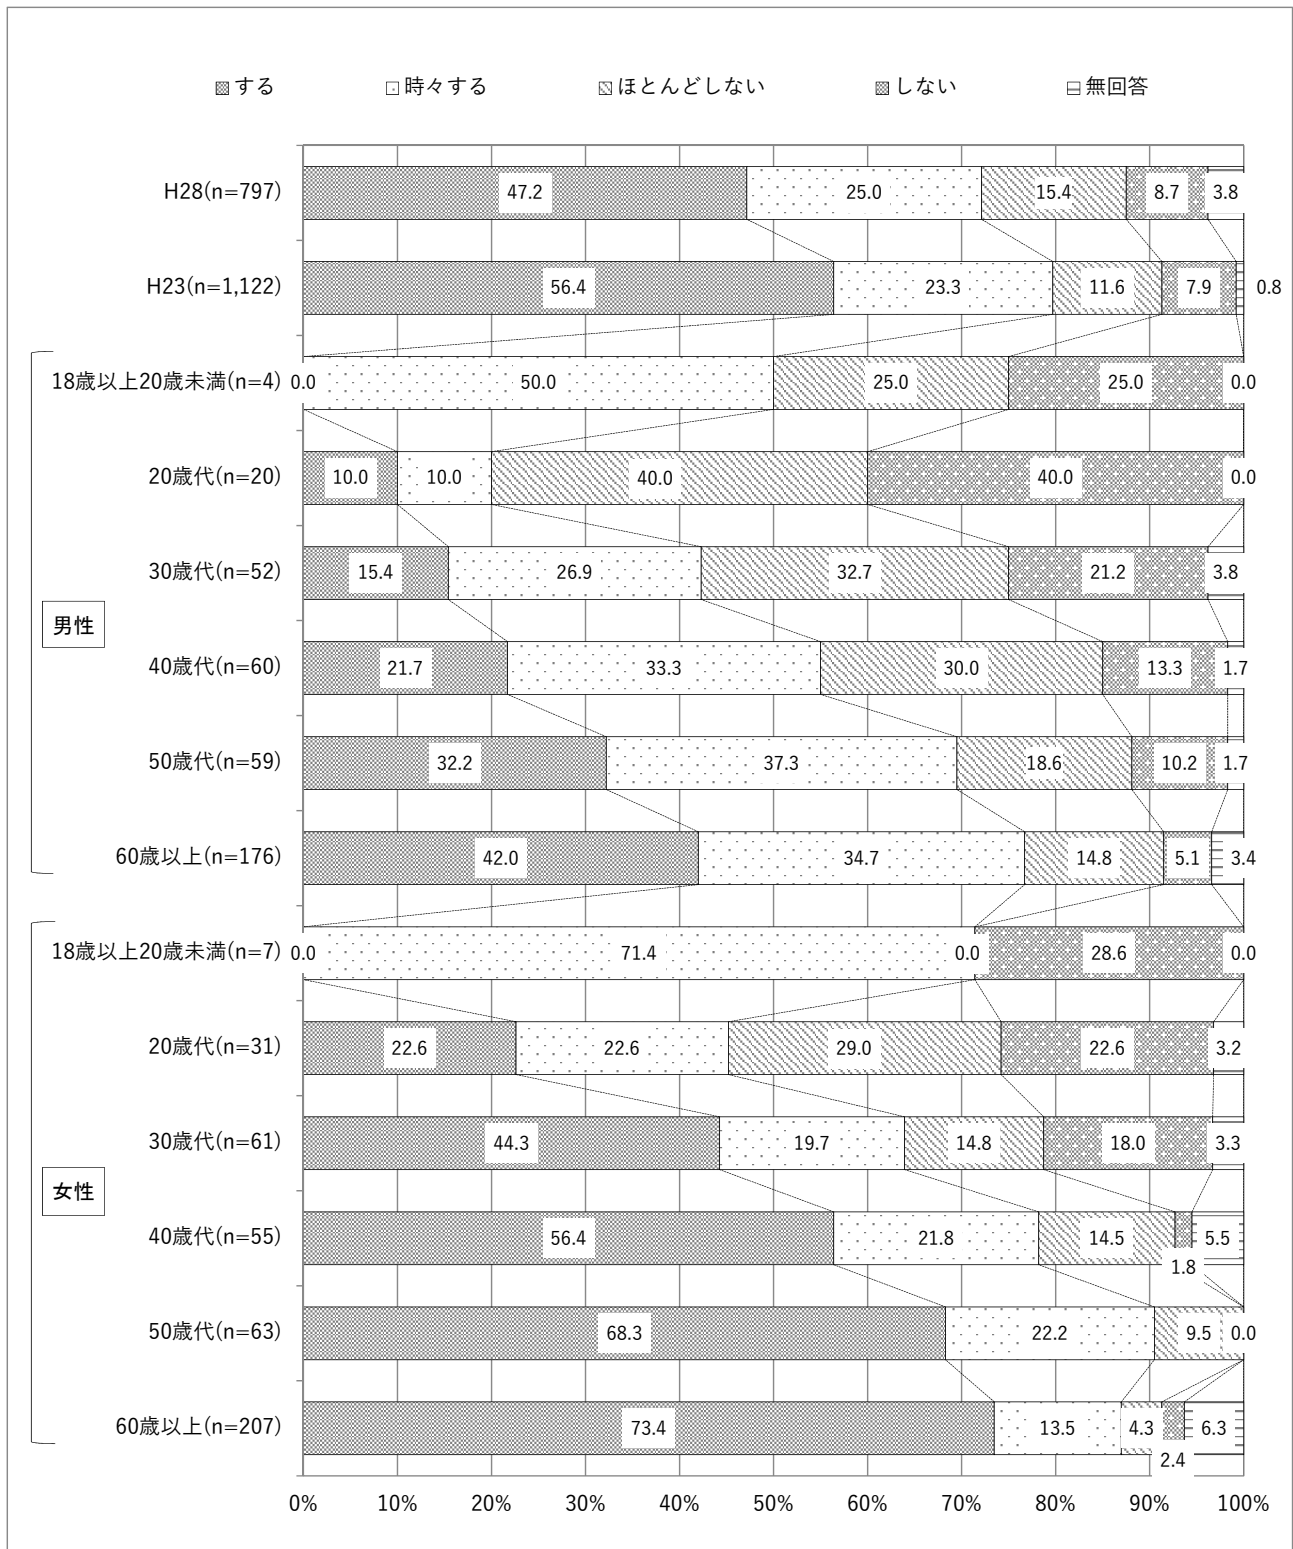 する 時々する ほとんどしない しない 無回答
H28(n=797) 47.2 25.0 15.4 8.7 3.8
H23(n=1,122) 56.4 23.3 11.6 7.9 0.8
男性
18歳以上20歳未満(n=4) 0.0 50.0 25.0 25.0 0.0
20歳代(n=20) 10.0 10.0 40.0 40.0 0.0
30歳代(n=52) 15.4 26.9 32.7 21.2 3.8
40歳代(n=60) 21.7 33.3 30.0 13.3 1.7
50歳代(n=59) 32.2 37.3 18.6 10.2 1.7
60歳以上(n=176) 42.0 34.7 14.8 5.1 3.4
女性
18歳以上20歳未満(n=7) 0.0 71.4 0.0 28.6 0.0
20歳代(n=31) 22.6 22.6 29.0 22.6 3.2
30歳代(n=61) 44.3 19.7 14.8 18.0 3.3
40歳代(n=55) 56.4 21.8 14.5 1.8 5.5
50歳代(n=63) 68.3 22.2 9.5 0.0
60歳以上(n=207) 73.4 13.5 4.3 2.4 6.3
0% 10% 20% 30% 40% 50% 60% 70% 80% 90% 100%